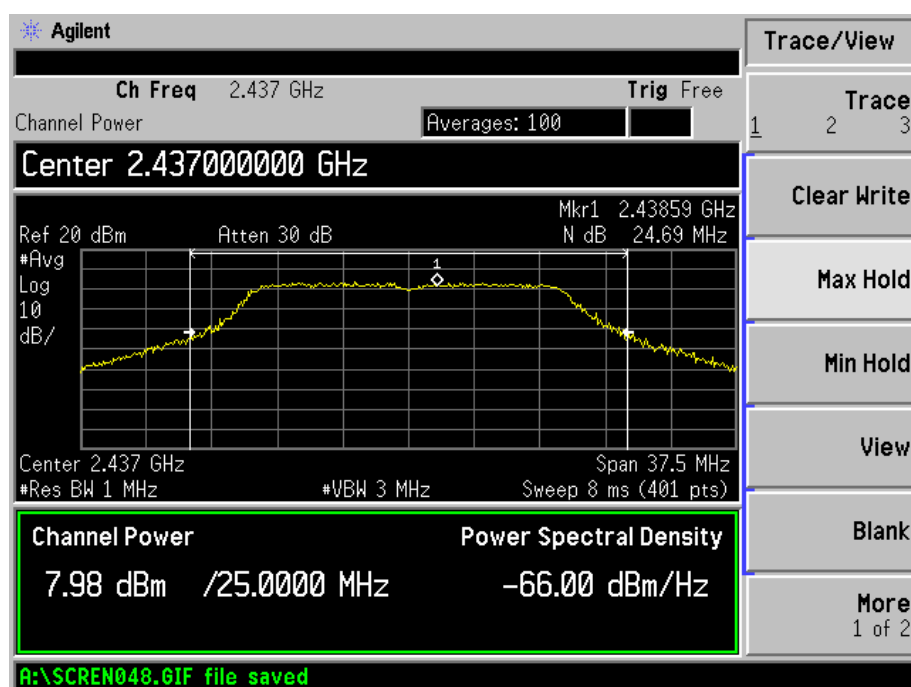 Agilent
Trace/View
Ch Freq 2.437 GHz Trig Free
Channel Power Averages: 100
Trace
1 2 3
Center 2.437000000 GHz
Clear Write
Mkr1 2.43859 GHz
Ref 20 dBm Atten 30 dB N dB 24.69 MHz
#Avg
Log
10
dB/
1
Max Hold
Min Hold
View
Center 2.437 GHz Span 37.5 MHz
#Res BW 1 MHz #VBW 3 MHz Sweep 8 ms (401 pts)
Channel Power Power Spectral Density
Blank
7.98 dBm /25.0000 MHz -66.00 dBm/Hz
More
1 of 2
A:\SCREN048.GIF file saved